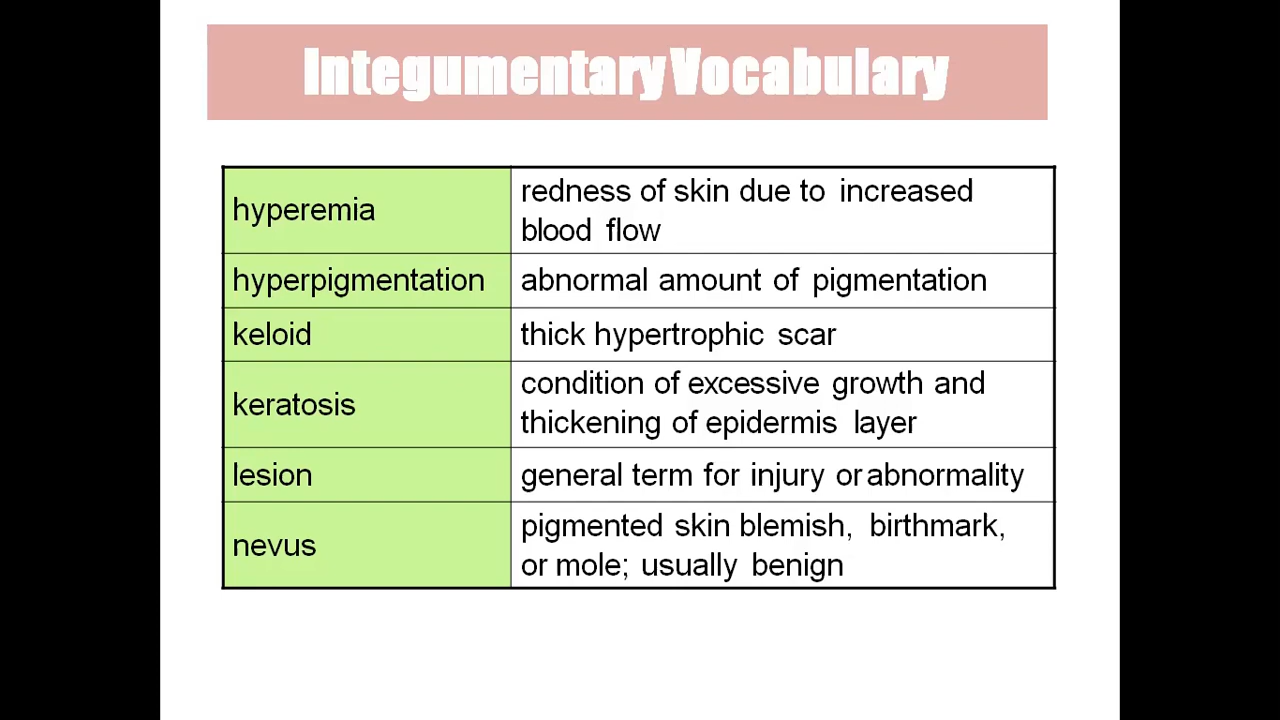 Integumentary Vocabulary
hyperemia
redness of skin due to increased
blood flow
hyperpigmentation
abnormal amount of pigmentation
keloid
thick hypertrophic scar
keratosis
condition of excessive growth and
thickening of epidermis layer
lesion
general term for injury or abnormality
nevus
pigmented skin blemish, birthmark,
or mole; usually benign